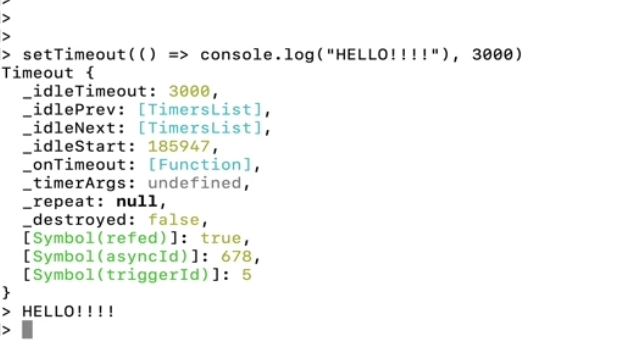 >
>
>
> setTimeout(() => console.log("HELLO!!!!"), 3000)
Timeout {
  _idleTimeout: 3000,
  _idlePrev: [TimersList],
  _idleNext: [TimersList],
  _idleStart: 185947,
  _onTimeout: [Function],
  _timerArgs: undefined,
  _repeat: null,
  _destroyed: false,
  [Symbol(refed)]: true,
  [Symbol(asyncId)]: 678,
  [Symbol(triggerId)]: 5
}
> HELLO!!!!
>